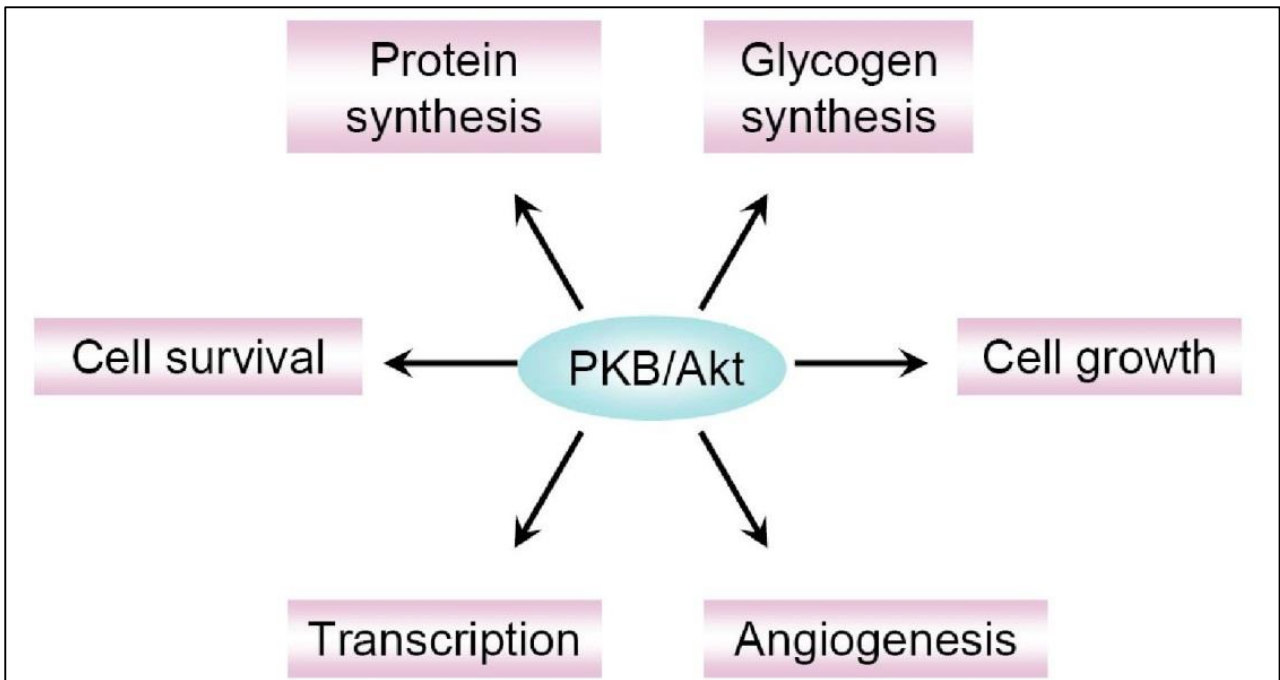 Protein
synthesis
Glycogen
synthesis
Cell survival
PKB/Akt
Cell growth
Transcription
Angiogenesis